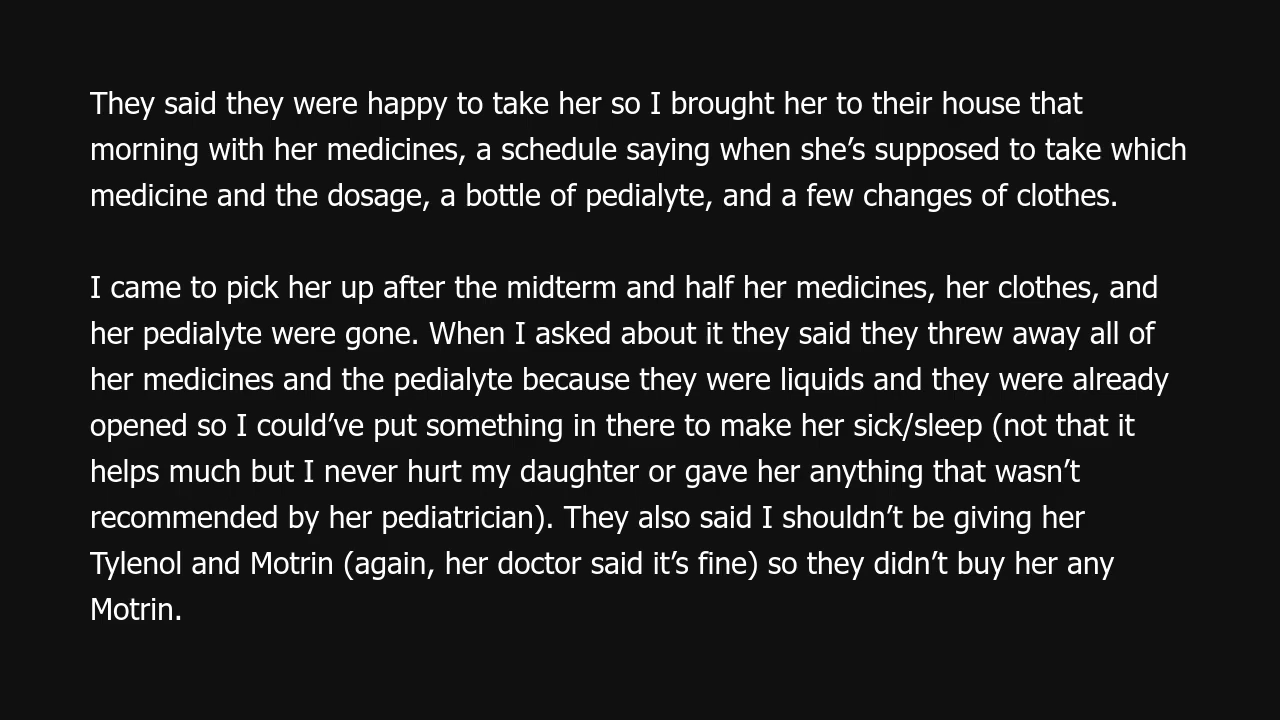 They said they were happy to take her so I brought her to their house that
morning with her medicines, a schedule saying when she’s supposed to take which
medicine and the dosage, a bottle of pedialyte, and a few changes of clothes.
I came to pick her up after the midterm and half her medicines, her clothes, and
her pedialyte were gone. When I asked about it they said they threw away all of
her medicines and the pedialyte because they were liquids and they were already
opened so I could’ve put something in there to make her sick/sleep (not that it
helps much but I never hurt my daughter or gave her anything that wasn’t
recommended by her pediatrician). They also said I shouldn’t be giving her
Tylenol and Motrin (again, her doctor said it’s fine) so they didn’t buy her any
Motrin.